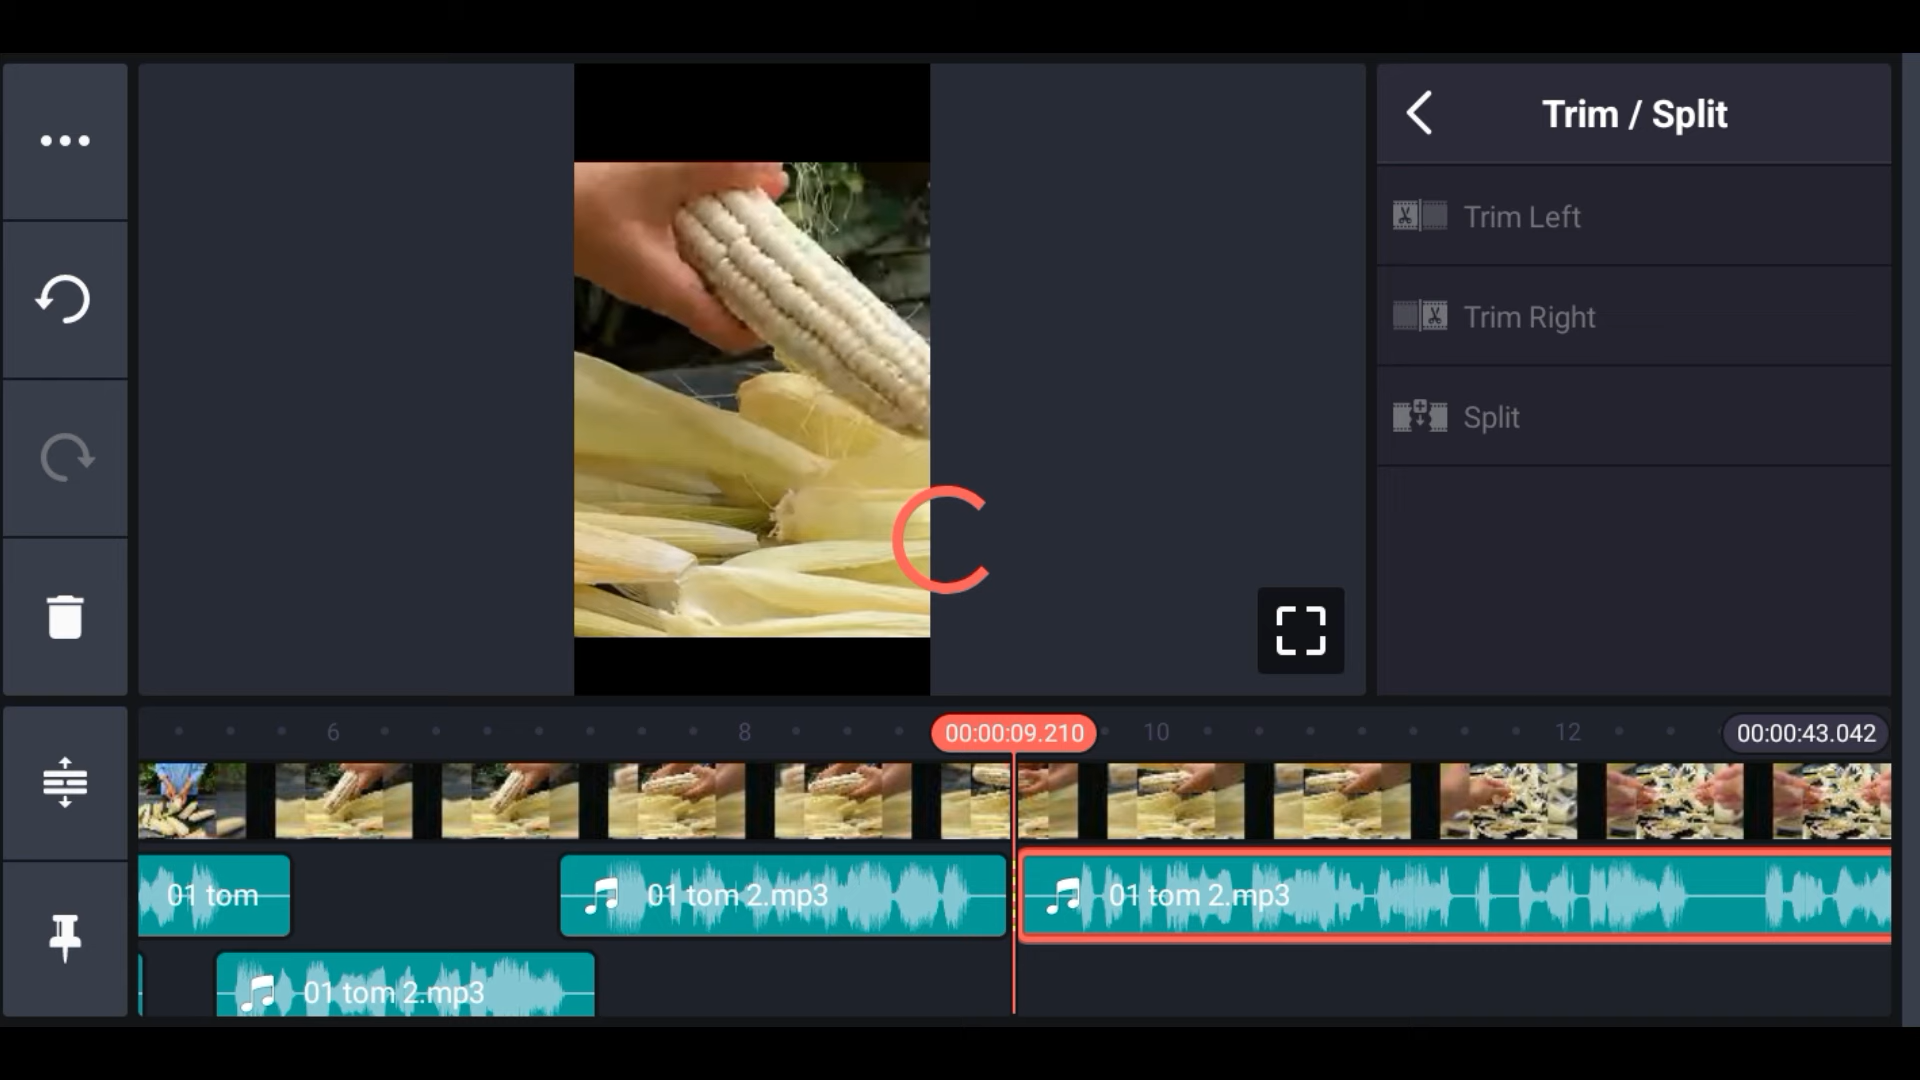 Trim / Split
Trim Left
Trim Right
Split
6
8
00:00:09.210
10
12
00:00:43.042
01 tom
01 tom 2.mp3
01 tom 2.mp3
01 tom 2.mp3